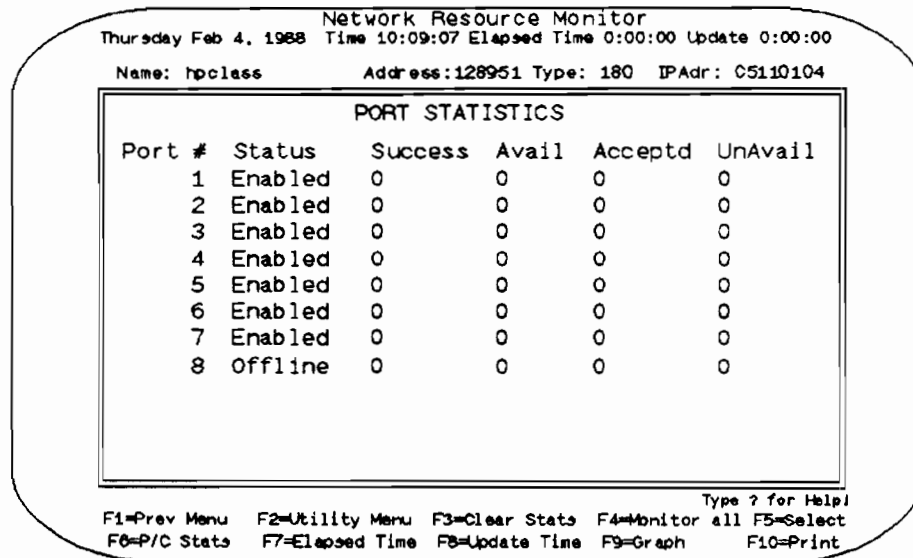 Network Resource Monitor
Thursday Feb 4, 1988 Time 10:09:07 Elapsed Time 0:00:00 Update 0:00:00
Name: hpclass Address:128951 Type: 180 IPAdr: C5110104
PORT STATISTICS
Port # Status Success Avail Acceptd UnAvail
1 Enabled 0 0 0 0
2 Enabled 0 0 0 0
3 Enabled 0 0 0 0
4 Enabled 0 0 0 0
5 Enabled 0 0 0 0
6 Enabled 0 0 0 0
7 Enabled 0 0 0 0
8 Offline 0 0 0 0
Type ? for Help!
F1=Prev Menu F2=Utility Menu F3=Clear Stats F4=Monitor all F5=Select
F6=P/C Stats F7=Elapsed Time F8=Update Time F9=Graph F10=Print